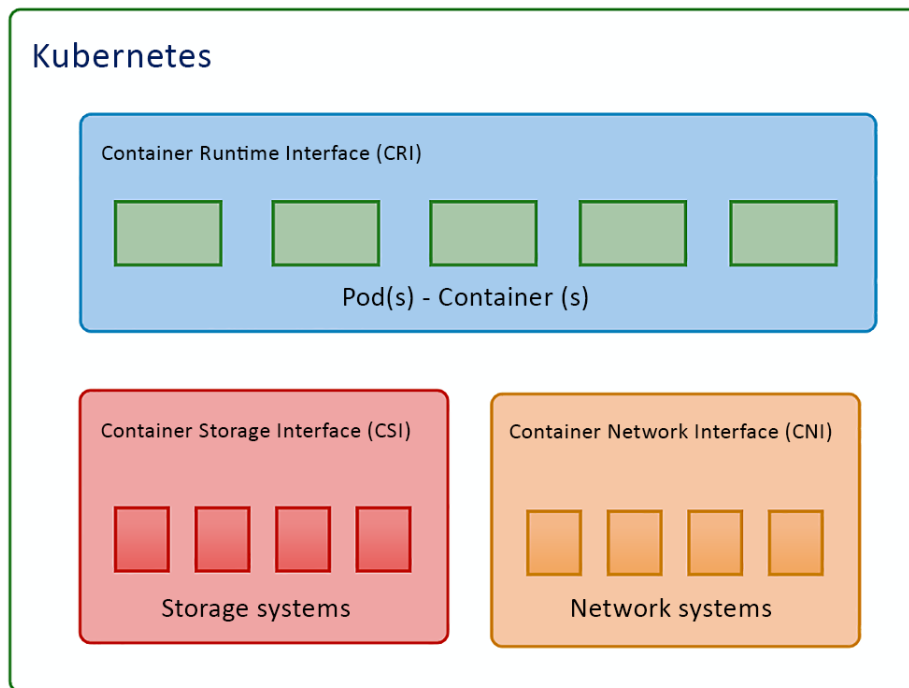 Kubernetes
Container Runtime Interface (CRI)
Pod(s) - Container (s)
Container Storage Interface (CSI)
Storage systems
Container Network Interface (CNI)
Network systems